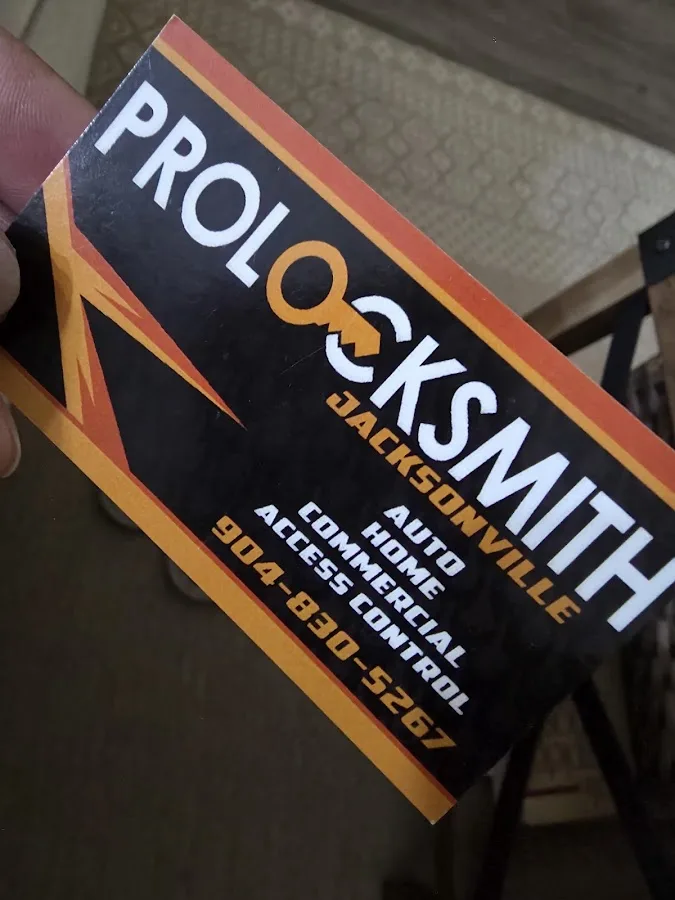 PROLOCKSMITH
JACKSONVILLE
AUTO
HOME
COMMERCIAL
ACCESS CONTROL
904-830-5267